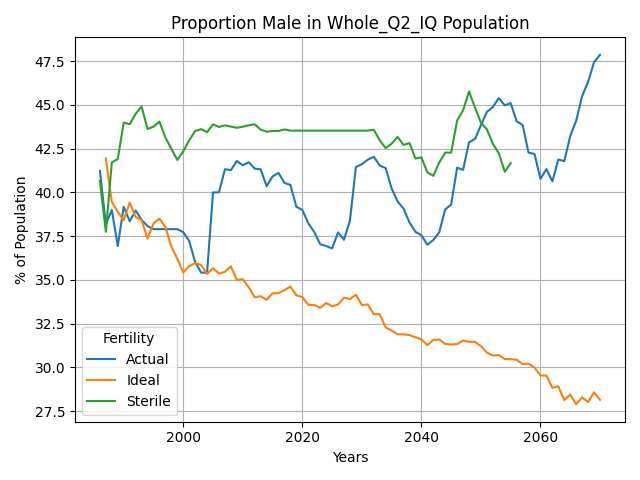 Proportion Male in Whole_Q2_IQ Population
47.5
45.0
42.5
40.0
37.5
35.0
32.5
30.0
27.5
% of Population
Fertility
Actual
Ideal
Sterile
2000
2020
2040
2060
Years